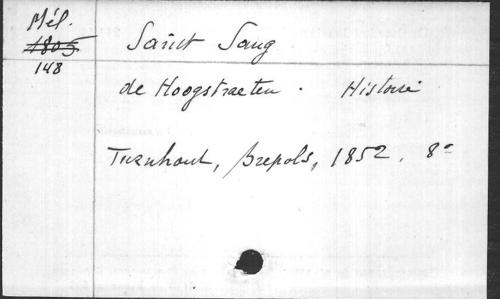 Mél.
1805
148
Saint Sang
de Hoogstraeten. Histoire
Turnhout, Brepols, 1852. 8°